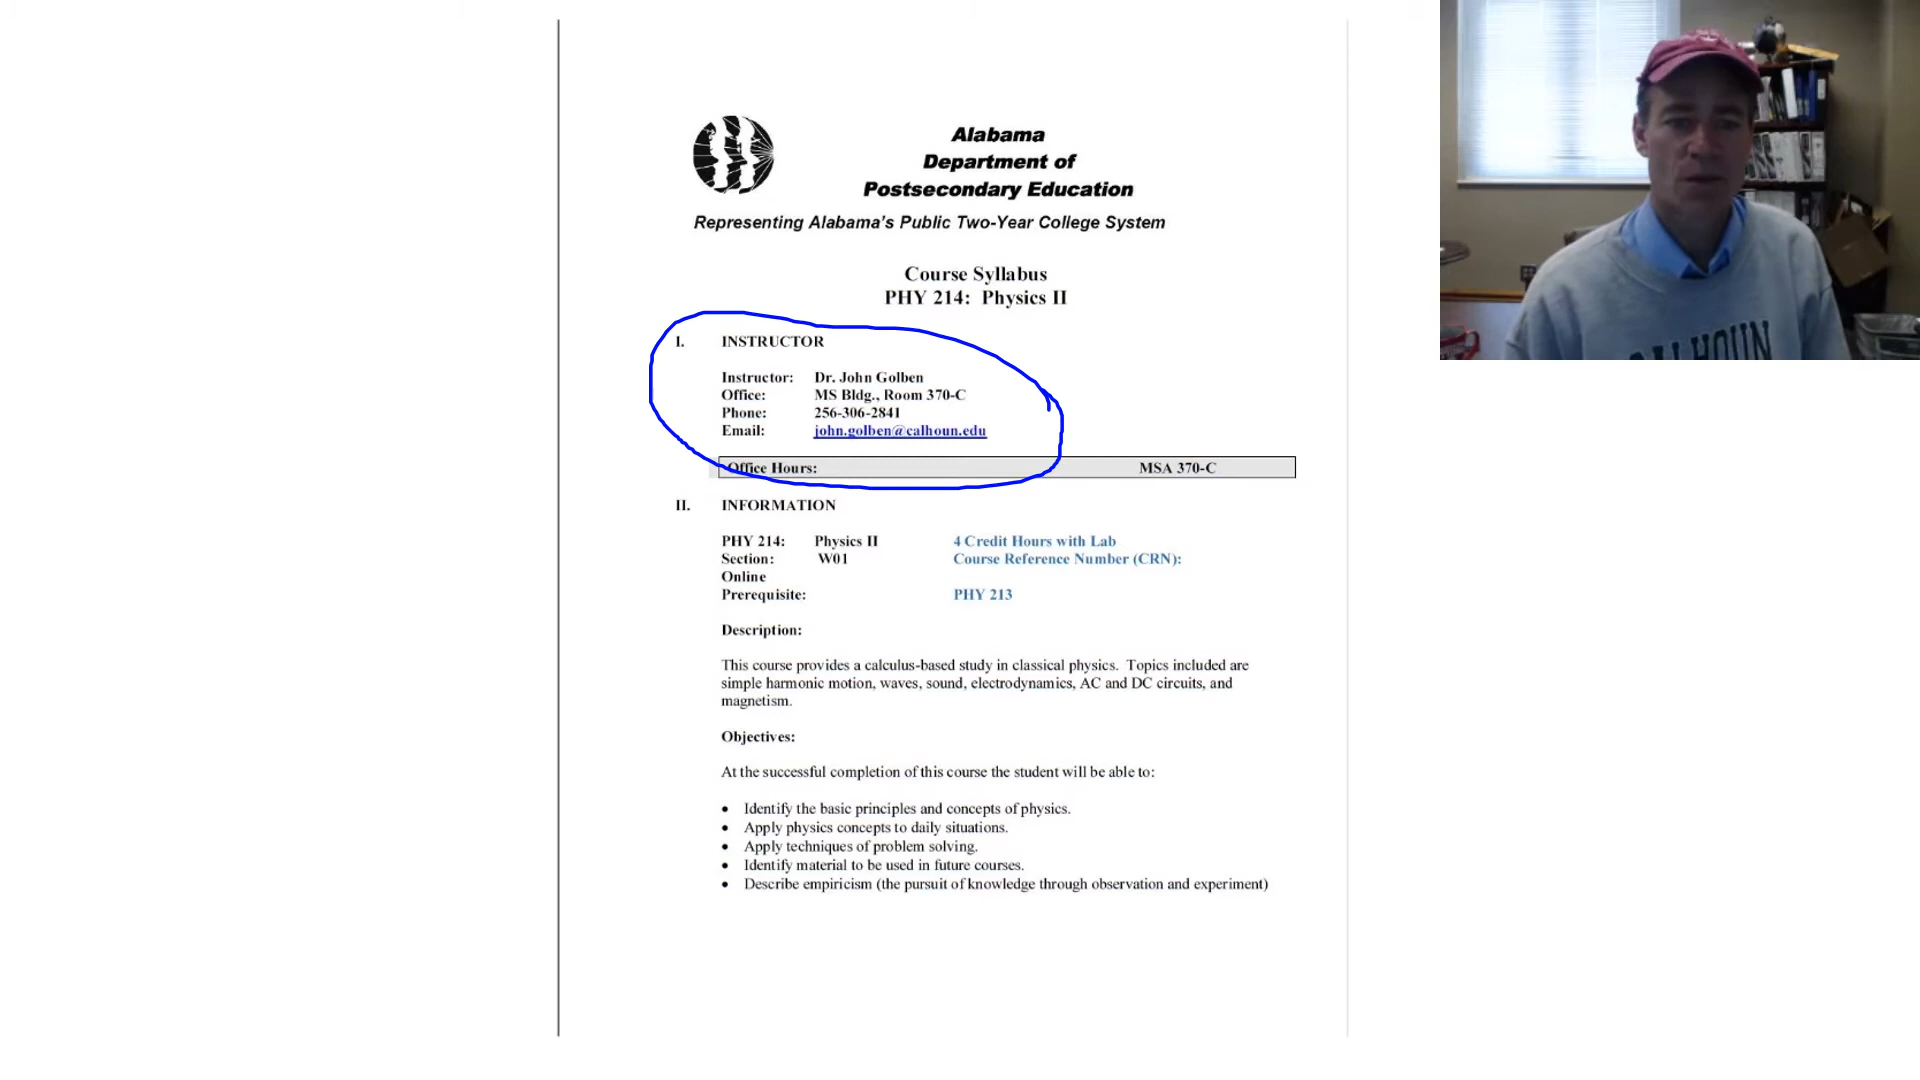 Alabama
Department of
Postsecondary Education
Representing Alabama's Public Two-Year College System
Course Syllabus
PHY 214: Physics II
I. INSTRUCTOR
Instructor: Dr. John Golben
Office: MS Bldg., Room 370-C
Phone: 256-306-2841
Email: john.golben@calhoun.edu
Office Hours: MSA 370-C
II. INFORMATION
PHY 214: Physics II 4 Credit Hours with Lab
Section: W01 Course Reference Number (CRN):
Online
Prerequisite: PHY 213
Description:
This course provides a calculus-based study in classical physics. Topics included are
simple harmonic motion, waves, sound, electrodynamics, AC and DC circuits, and
magnetism.
Objectives:
At the successful completion of this course the student will be able to:
• Identify the basic principles and concepts of physics.
• Apply physics concepts to daily situations.
• Apply techniques of problem solving.
• Identify material to be used in future courses.
• Describe empiricism (the pursuit of knowledge through observation and experiment)
CALHOUN